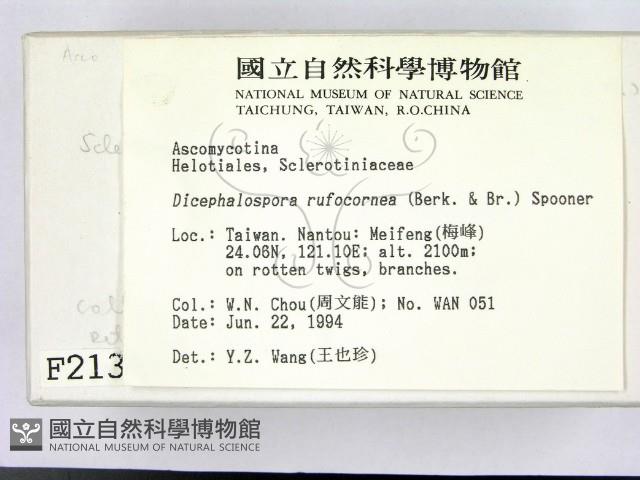 國立自然科學博物館
NATIONAL MUSEUM OF NATURAL SCIENCE
TAICHUNG, TAIWAN, R.O.CHINA
Ascomycotina
Helotiales, Sclerotiniaceae
Dicephalospora rufocornea (Berk. & Br.) Spooner
Loc.: Taiwan. Nantou: Meifeng(梅峰)
24.06N, 121.10E; alt. 2100m;
on rotten twigs, branches.
Col.: W.N. Chou(周文能); No. WAN 051
Date: Jun. 22, 1994
Det.: Y.Z. Wang(王也珍)
F213
國立自然科學博物館
NATIONAL MUSEUM OF NATURAL SCIENCE